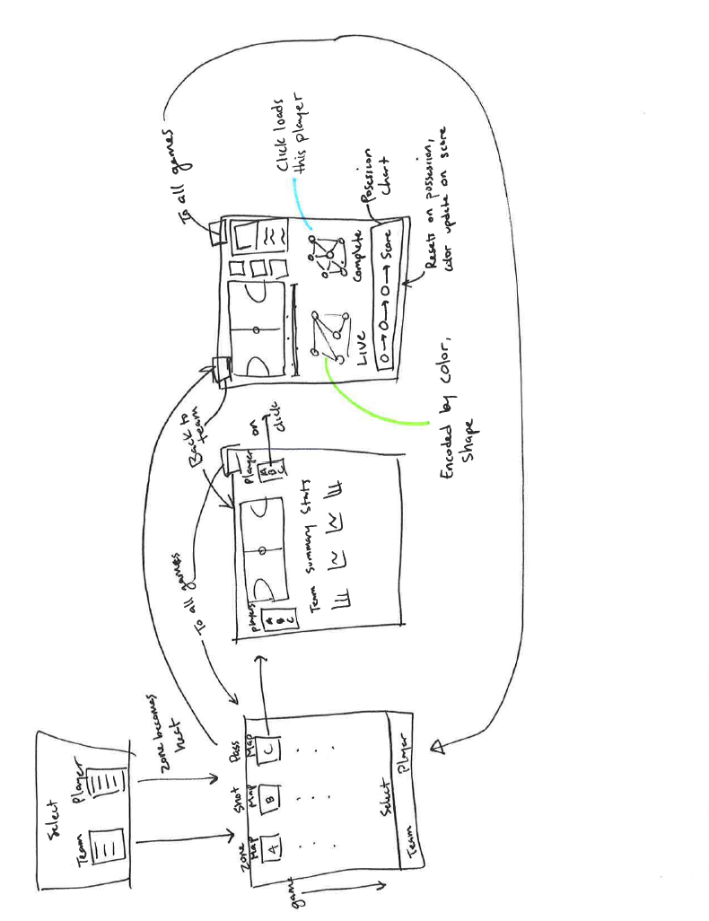 Select
Team Player
zone becomes
heat
Zone Shot Pass
Map Map Map
A B C
game
Select
Team Player
To all games
Back to
team
Players
A
B
C
Player
A
B
C
on
click
Team Summary Stats
To all games
Live
Complete
O → O → O → Score
Click loads
this player
Possession
chart
Resets on possession,
color update on score
Encoded by color,
shape